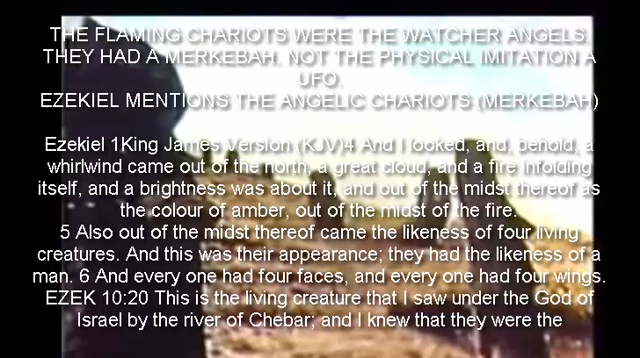 THE FLAMING CHARIOTS WERE THE WATCHER ANGELS.
THEY HAD A MERKEBAH. NOT THE PHYSICAL IMITATION A
UFO.
EZEKIEL MENTIONS THE ANGELIC CHARIOTS (MERKEBAH)
Ezekiel 1King James Version (KJV)4 And I looked, and, behold, a
whirlwind came out of the north, a great cloud, and a fire infolding
itself, and a brightness was about it, and out of the midst thereof as
the colour of amber, out of the midst of the fire.
5 Also out of the midst thereof came the likeness of four living
creatures. And this was their appearance; they had the likeness of a
man. 6 And every one had four faces, and every one had four wings.
EZEK 10:20 This is the living creature that I saw under the God of
Israel by the river of Chebar; and I knew that they were the